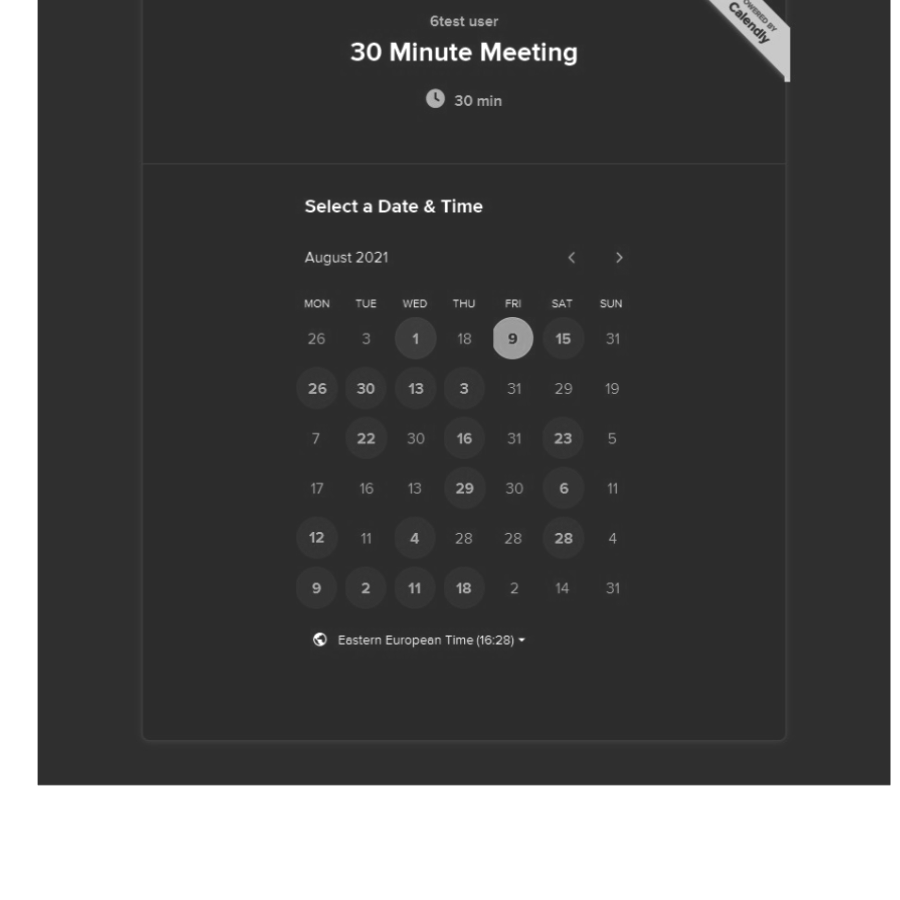 6test user
30 Minute Meeting
30 min
Calendly
Select a Date & Time
August 2021
MON TUE WED THU FRI SAT SUN
26 3 1 18 9 15 31
26 30 13 3 31 29 19
7 22 30 16 31 23 5
17 16 13 29 30 6 11
12 11 4 28 28 28 4
9 2 11 18 2 14 31
Eastern European Time (16:28)